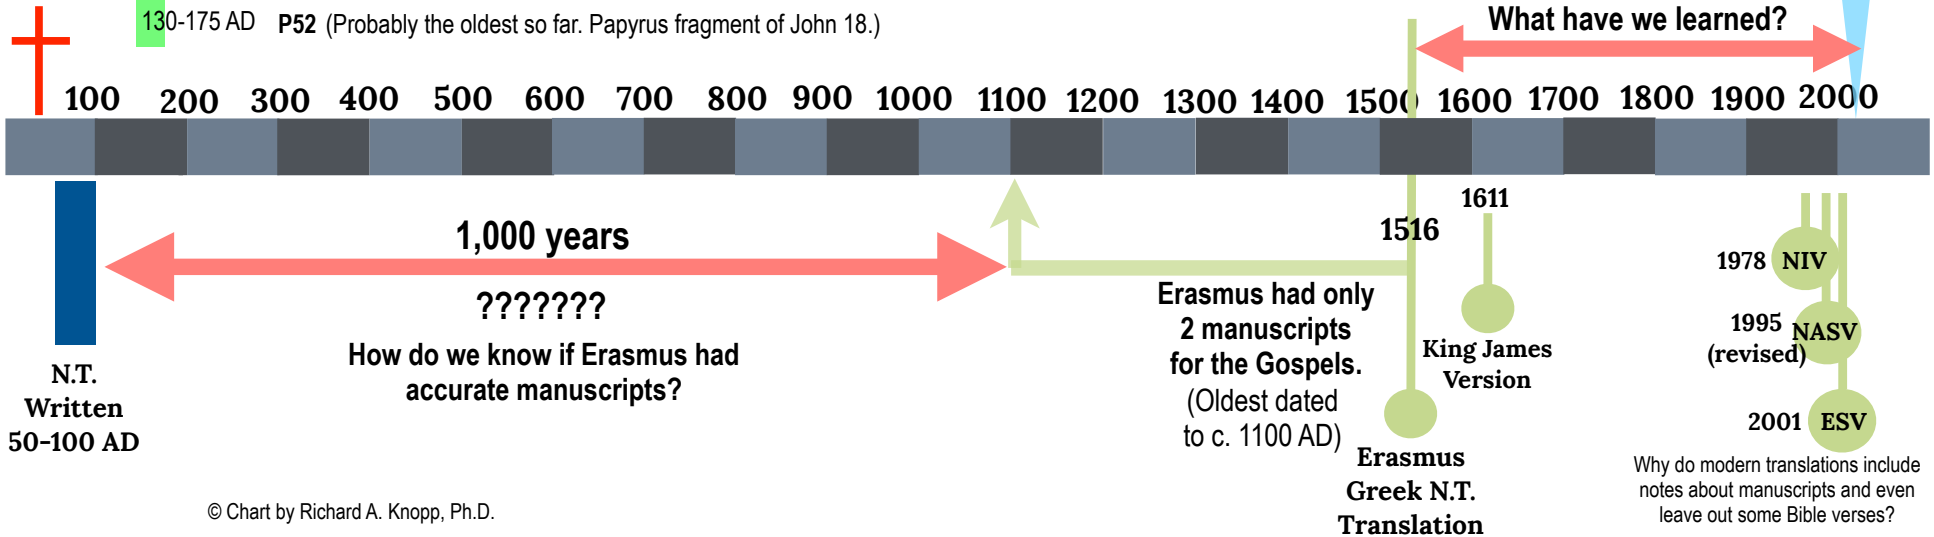 130-175 AD P52 (Probably the oldest so far. Papyrus fragment of John 18.)
What have we learned?
100 200 300 400 500 600 700 800 900 1000 1100 1200 1300 1400 1500 1600 1700 1800 1900 2000
N.T.
Written
50-100 AD
1,000 years
???????
How do we know if Erasmus had
accurate manuscripts?
Erasmus had only
2 manuscripts
for the Gospels.
(Oldest dated
to c. 1100 AD)
1516
Erasmus
Greek N.T.
Translation
1611
King James
Version
1978 NIV
1995 NASV
(revised)
2001 ESV
Why do modern translations include
notes about manuscripts and even
leave out some Bible verses?
© Chart by Richard A. Knopp, Ph.D.